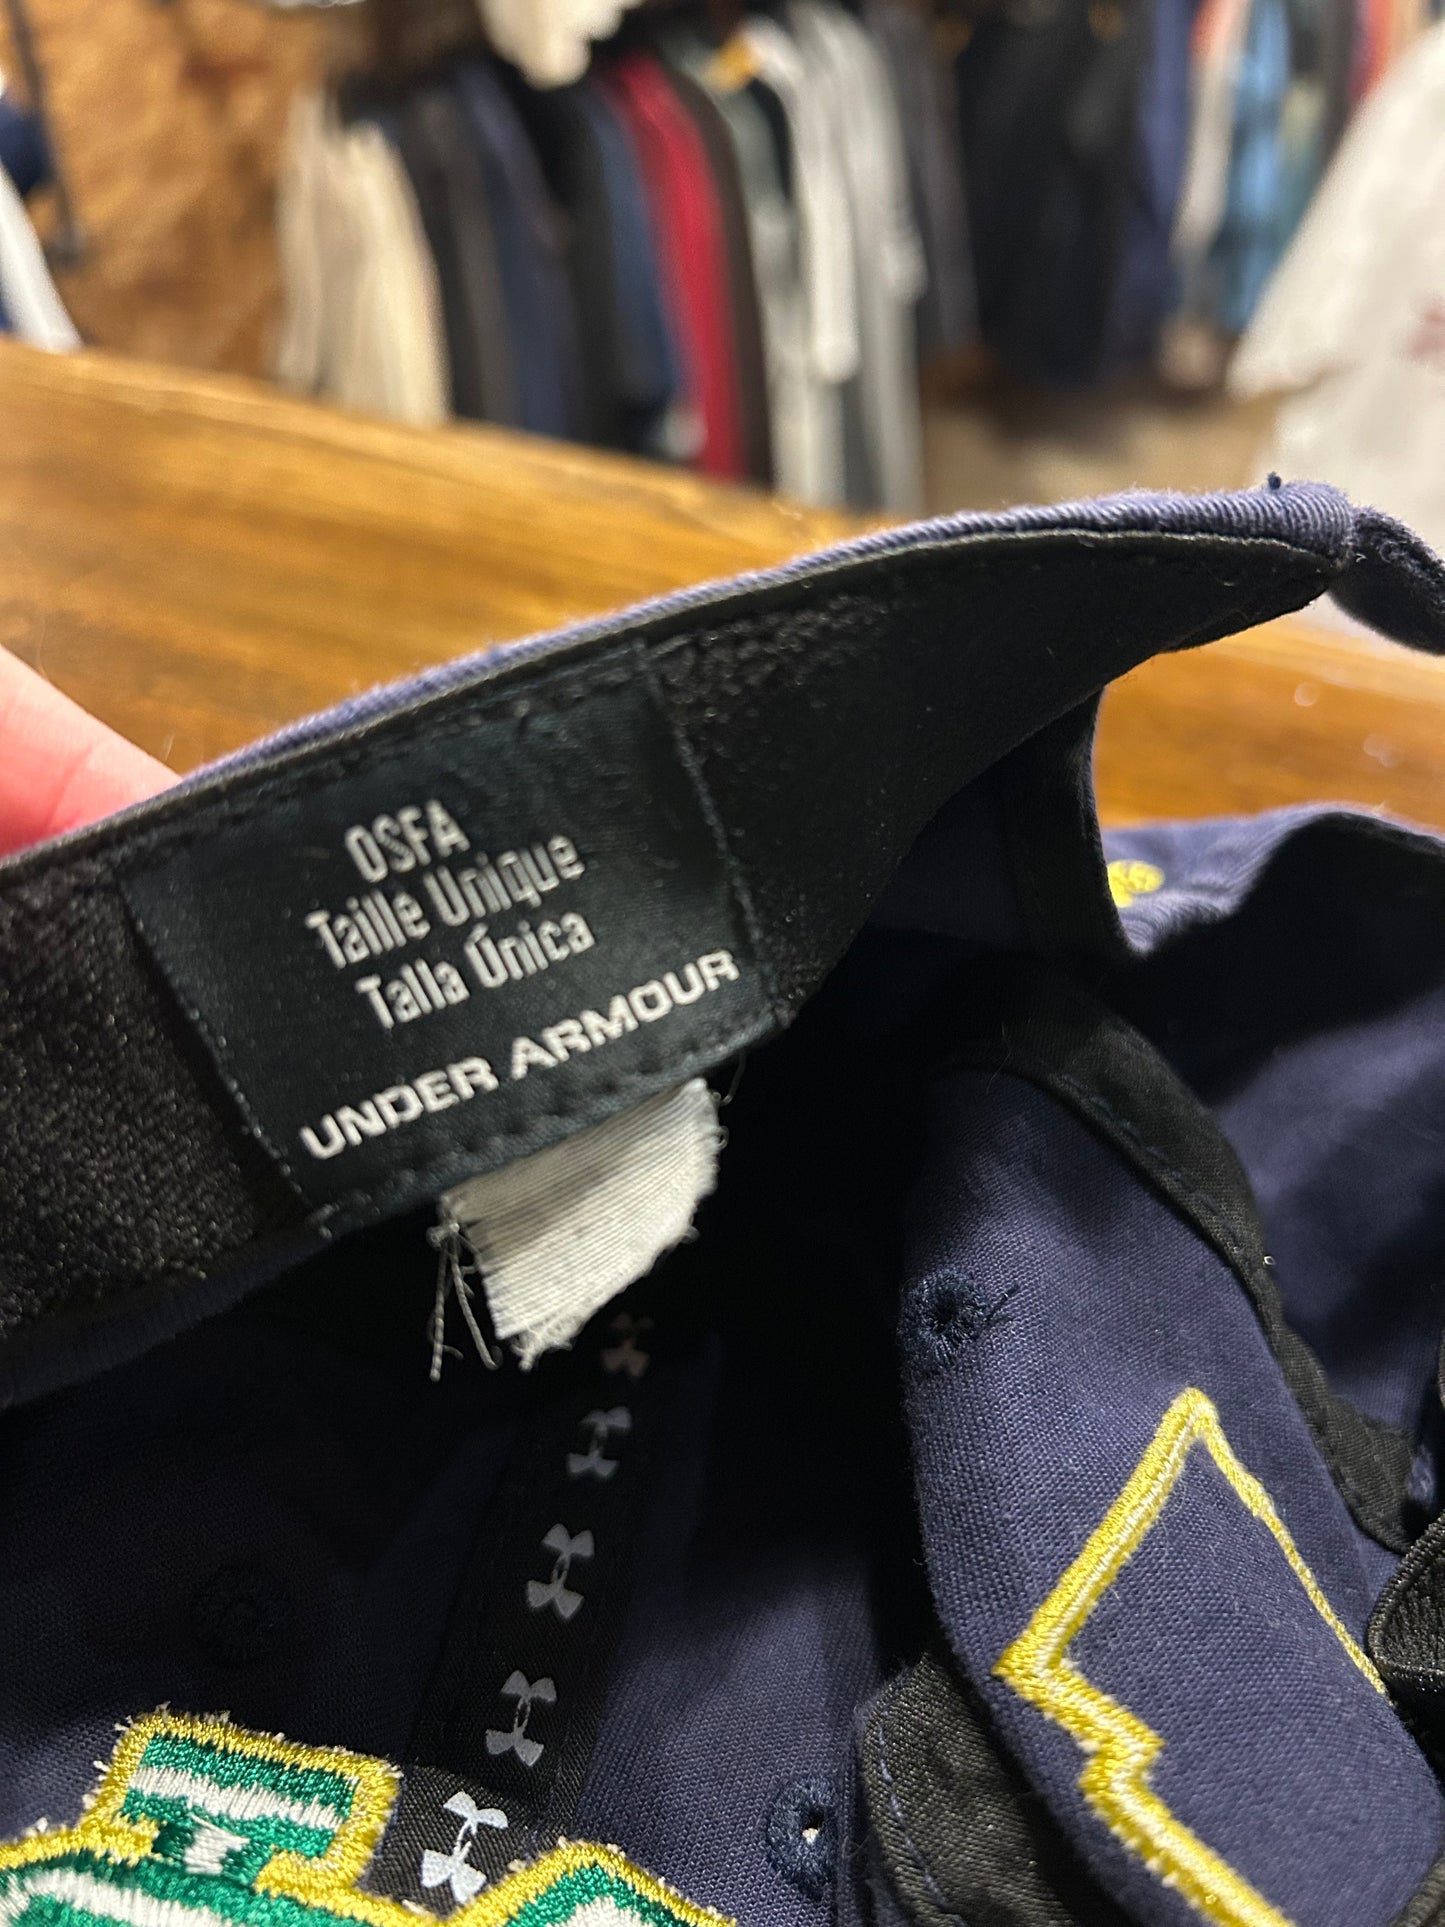 OSFA
Taille Unique
Talla Única
UNDER ARMOUR